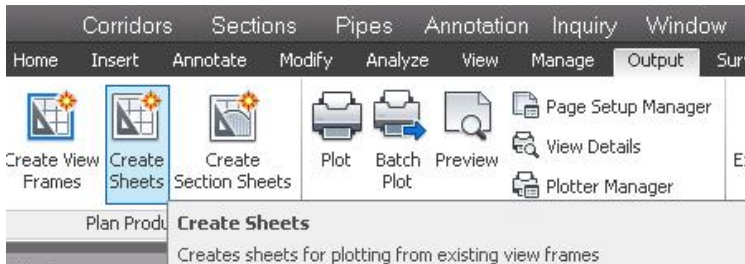 Corridors Sections Pipes Annotation Inquiry Window
Home Insert Annotate Modify Analyze View Manage Output
Create View Frames
Create Sheets
Create Section Sheets
Plot
Batch Plot
Preview
Page Setup Manager
View Details
Plotter Manager
Plan
Create Sheets
Creates sheets for plotting from existing view frames